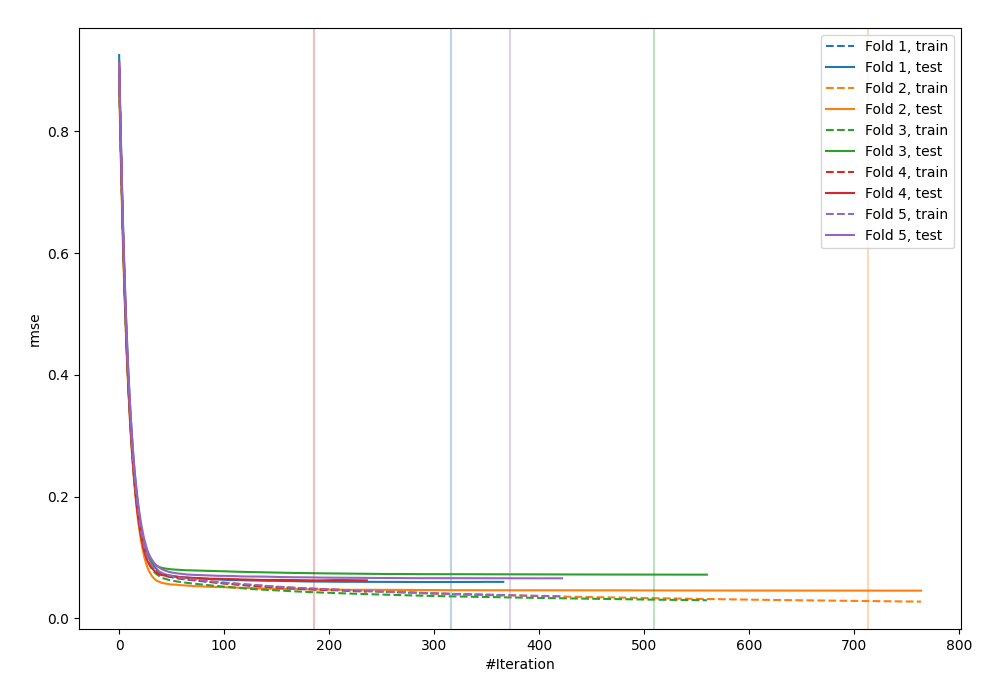 Fold 1, train
Fold 1, test
Fold 2, train
Fold 2, test
Fold 3, train
Fold 3, test
Fold 4, train
Fold 4, test
Fold 5, train
Fold 5, test
0.8
0.6
0.4
0.2
0.0
rmse
0 100 200 300 400 500 600 700 800
#Iteration